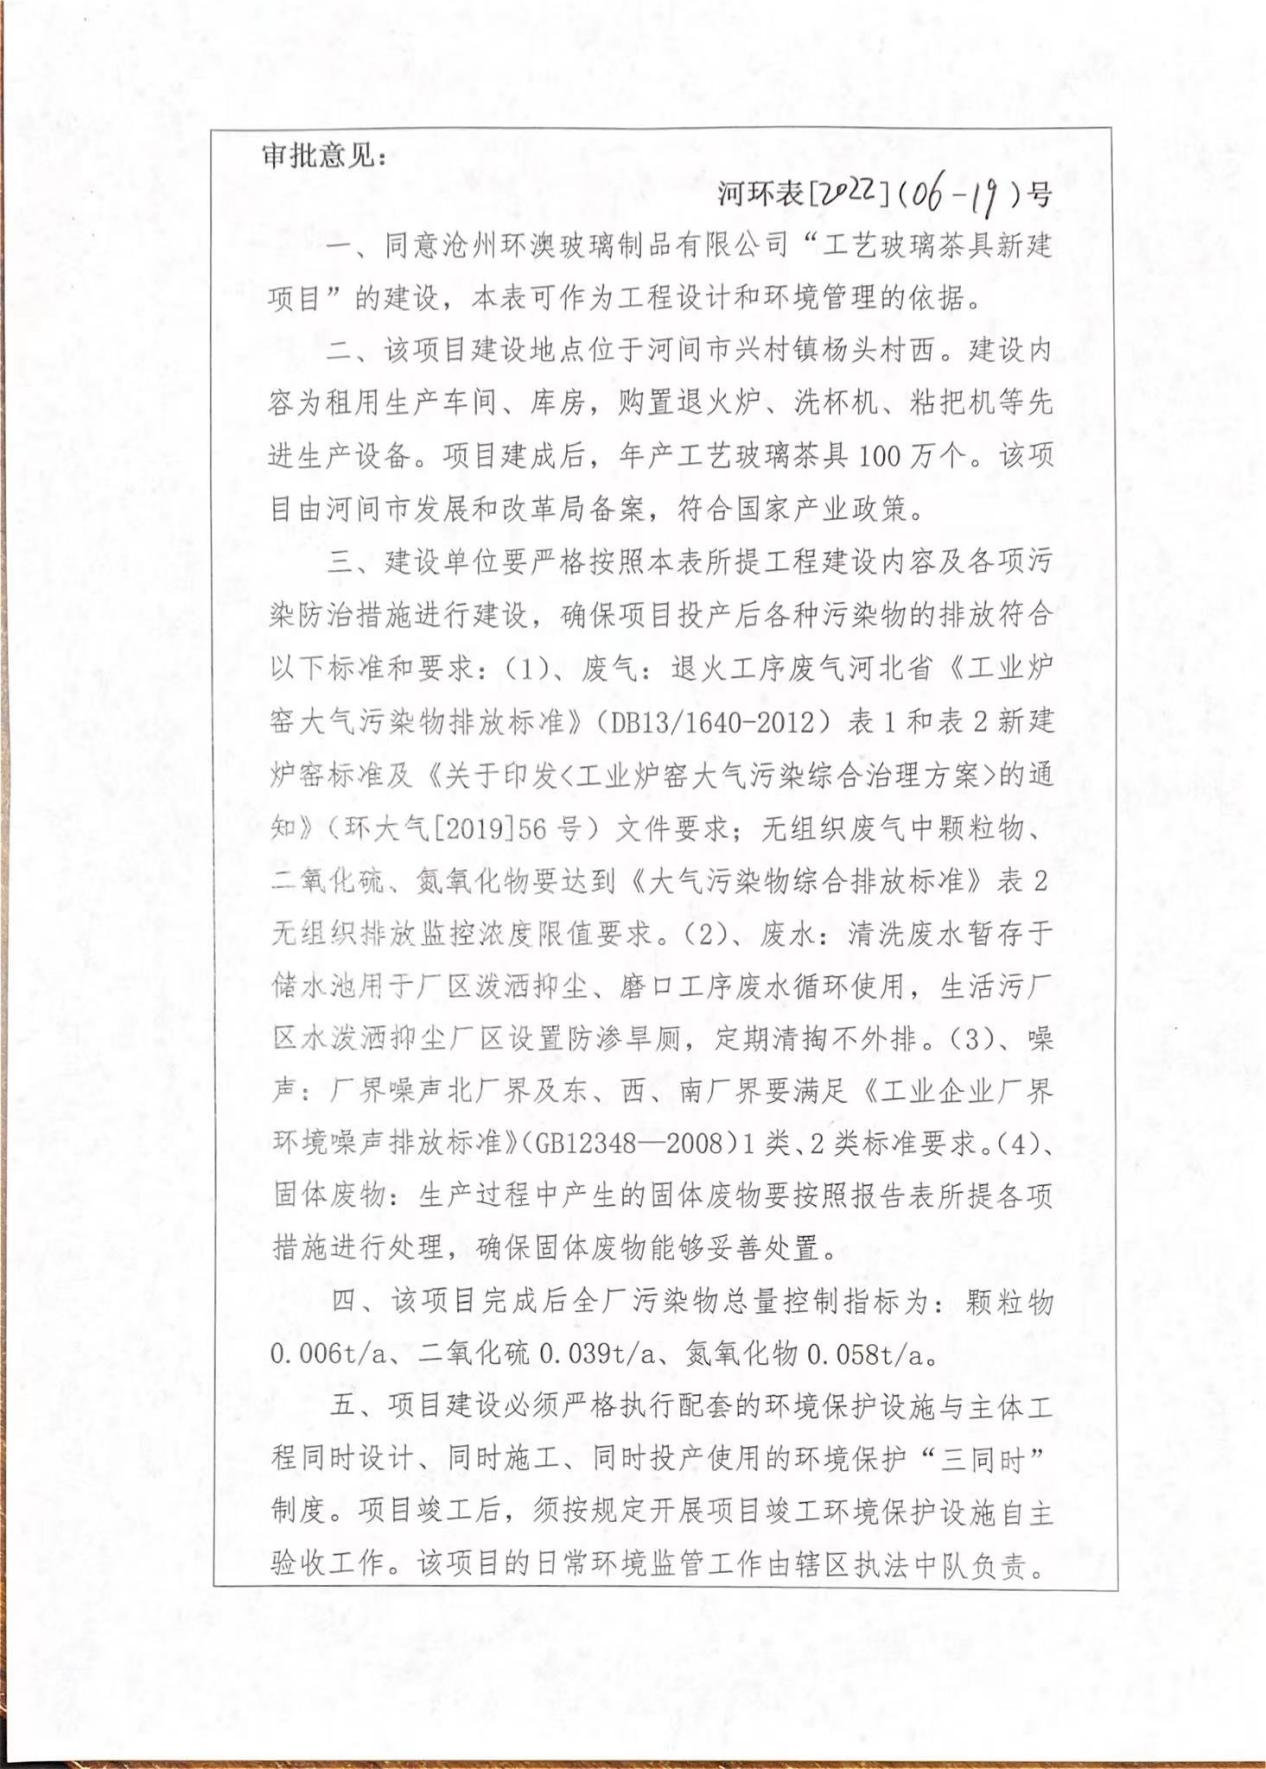 审批意见：
河环表[2022](06-19)号
一、同意沧州环澳玻璃制品有限公司“工艺玻璃茶具新建
项目”的建设，本表可作为工程设计和环境管理的依据。
二、该项目建设地点位于河间市兴村镇杨头村西。建设内
容为租用生产车间、库房，购置退火炉、洗杯机、粘把机等先
进生产设备。项目建成后，年产工艺玻璃茶具 100 万个。该项
目由河间市发展和改革局备案，符合国家产业政策。
三、建设单位要严格按照本表所提工程建设内容及各项污
染防治措施进行建设，确保项目投产后各种污染物的排放符合
以下标准和要求：(1)、废气：退火工序废气河北省《工业炉
窑大气污染物排放标准》（DB13/1640-2012）表 1 和表 2 新建
炉窑标准及《关于印发<工业炉窑大气污染综合治理方案>的通
知》（环大气[2019]56 号）文件要求；无组织废气中颗粒物、
二氧化硫、氮氧化物要达到《大气污染物综合排放标准》表 2
无组织排放监控浓度限值要求。(2)、废水：清洗废水暂存于
储水池用于厂区泼洒抑尘、磨口工序废水循环使用，生活污厂
区水泼洒抑尘厂区设置防渗旱厕，定期清掏不外排。(3)、噪
声：厂界噪声北厂界及东、西、南厂界要满足《工业企业厂界
环境噪声排放标准》(GB12348—2008)1 类、2 类标准要求。(4)、
固体废物：生产过程中产生的固体废物要按照报告表所提各项
措施进行处理，确保固体废物能够妥善处置。
四、该项目完成后全厂污染物总量控制指标为：颗粒物
0.006t/a、二氧化硫 0.039t/a、氮氧化物 0.058t/a。
五、项目建设必须严格执行配套的环境保护设施与主体工
程同时设计、同时施工、同时投产使用的环境保护“三同时”
制度。项目竣工后，须按规定开展项目竣工环境保护设施自主
验收工作。该项目的日常环境监管工作由辖区执法中队负责。